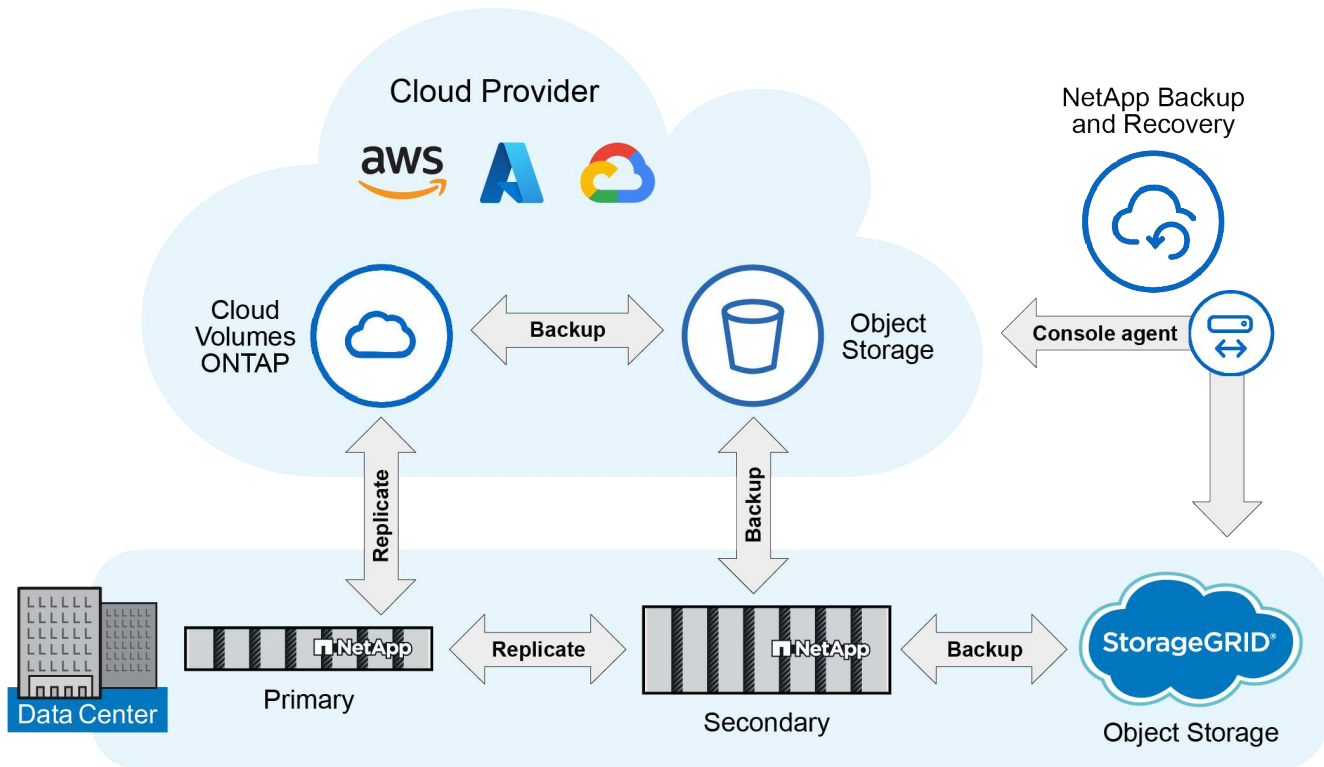 Cloud Provider
aws
NetApp Backup
and Recovery
Cloud
Volumes
ONTAP
Backup
Object
Storage
Console agent
Replicate
Backup
NetApp
Replicate
NetApp
Backup
StorageGRID®
Data Center
Primary
Secondary
Object Storage